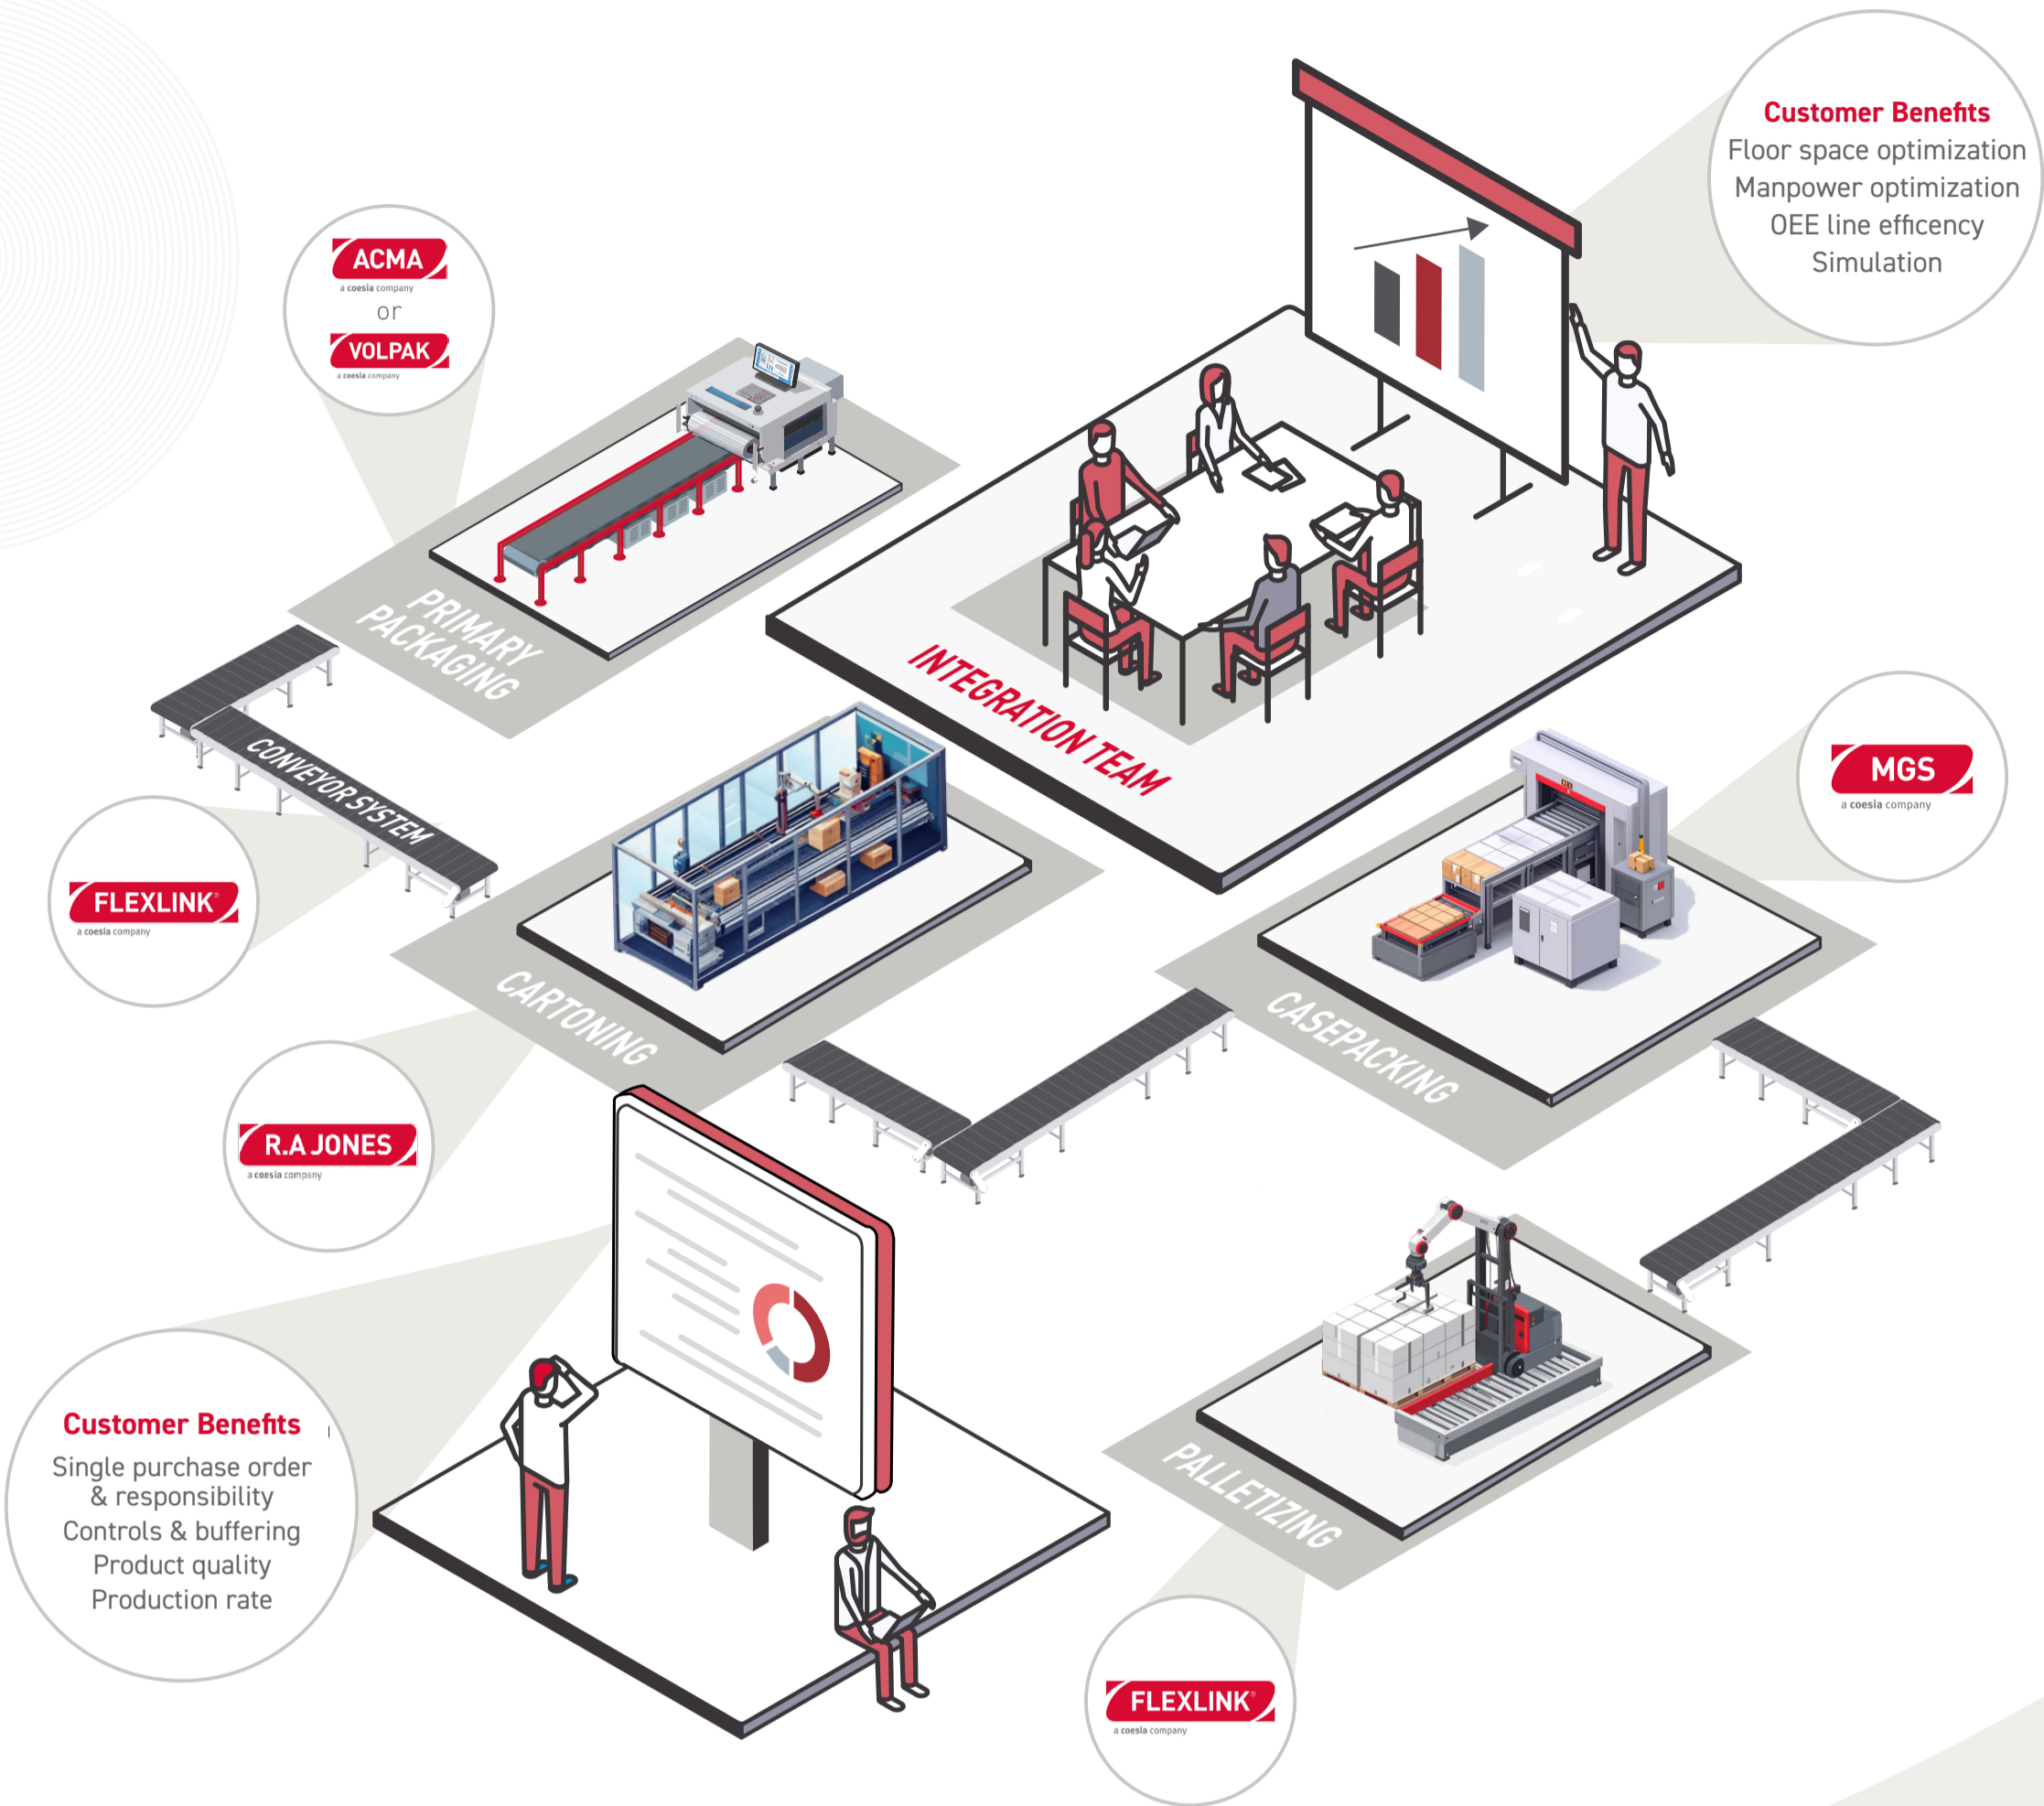 Customer Benefits
Floor space optimization
Manpower optimization
OEE line efficency
Simulation
ACMA
a coesia company
or
VOLPAK
a coesia company
PRIMARY
PACKAGING
INTEGRATION TEAM
CONVEYOR SYSTEM
MGS
a coesia company
FLEXLINK®
a coesia company
CARTONING
CASEPACKING
R.A JONES
a coesia company
Customer Benefits
Single purchase order
& responsibility
Controls & buffering
Product quality
Production rate
PALLETIZING
FLEXLINK®
a coesia company